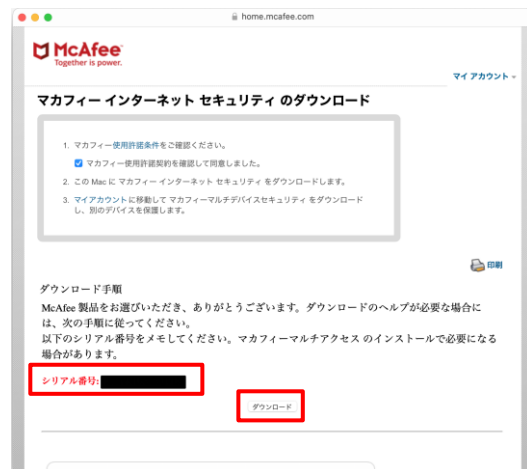 home.mcafee.com
McAfee
Together is power.
マイ アカウント
マカフィー インターネット セキュリティ のダウンロード
1. マカフィー使用許諾条件をご確認ください。
マカフィー使用許諾契約を確認して同意しました。
2. この Mac に マカフィー インターネット セキュリティ をダウンロードします。
3. マイアカウントに移動して マカフィーマルチデバイスセキュリティ をダウンロード
し、別のデバイスを保護します。
印刷
ダウンロード手順
McAfee 製品をお選びいただき、ありがとうございます。ダウンロードのヘルプが必要な場合に
は、次の手順に従ってください。
以下のシリアル番号をメモしてください。マカフィーマルチアクセス のインストールで必要になる
場合があります。
シリアル番号:
ダウンロード